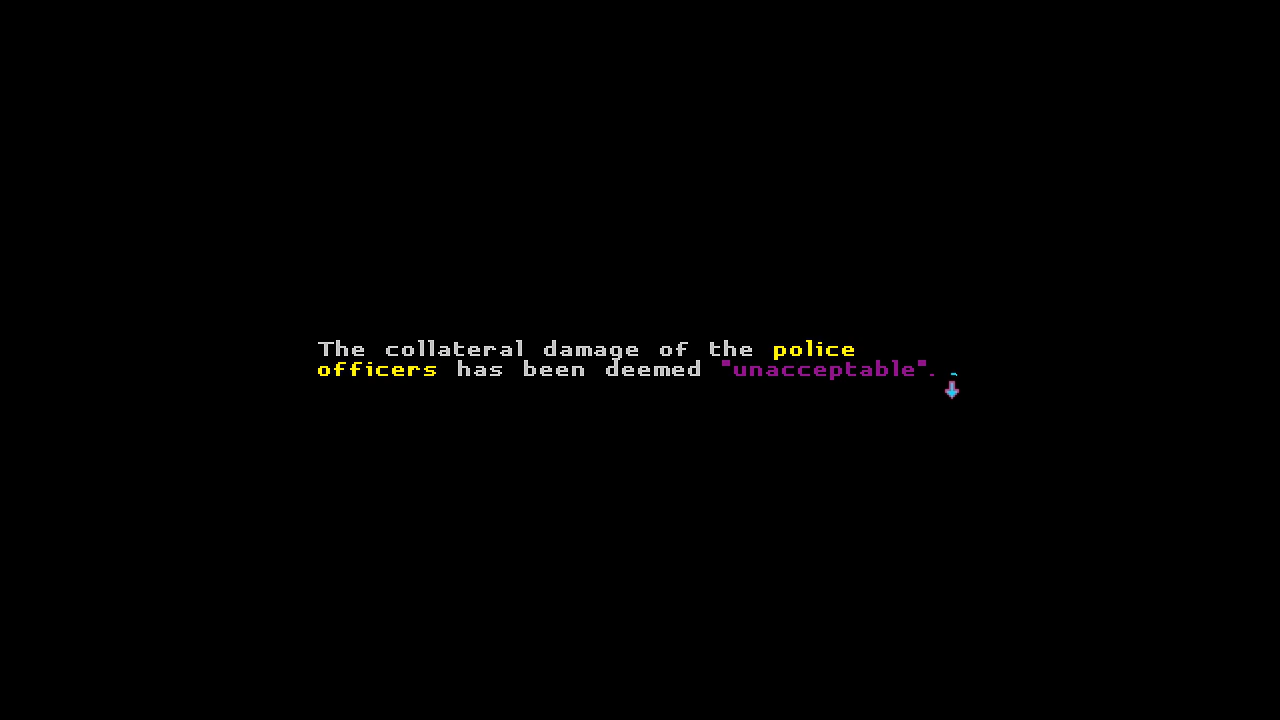 The collateral damage of the police
officers has been deemed "unacceptable".